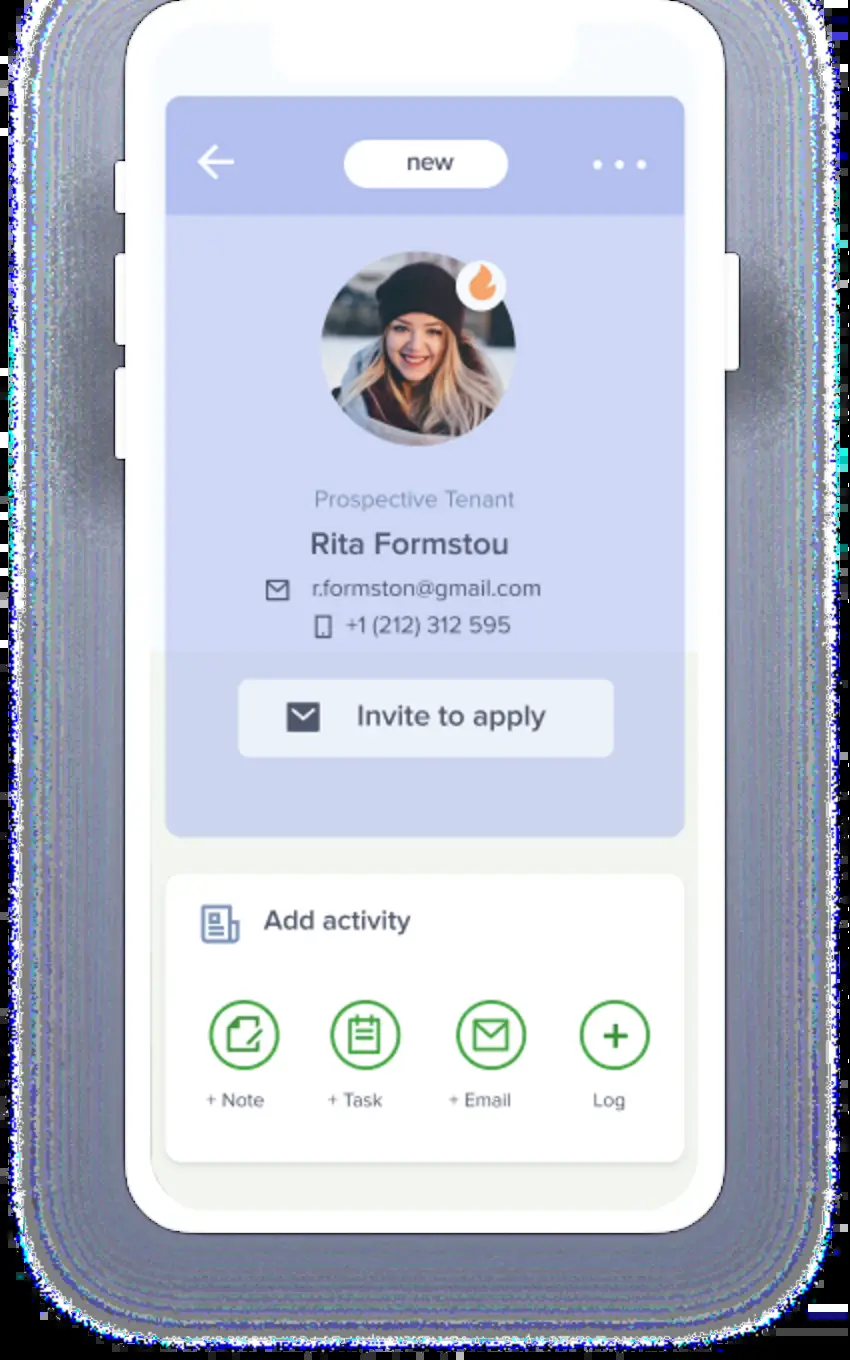 new
Prospective Tenant
Rita Formstou
r.formston@gmail.com
+1 (212) 312 595
Invite to apply
Add activity
+ Note
+ Task
+ Email
Log